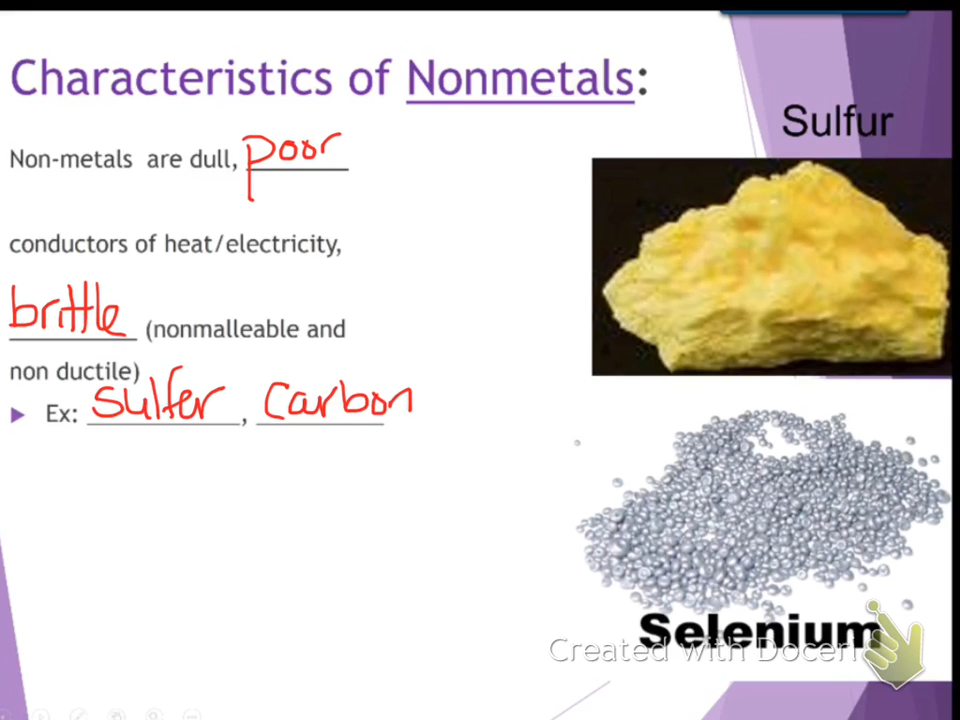 Characteristics of Nonmetals:
Sulfur
Non-metals are dull, poor
conductors of heat/electricity,
brittle (nonmalleable and
non ductile)
Ex: sulfer, carbon
Selenium
Created with Doceri